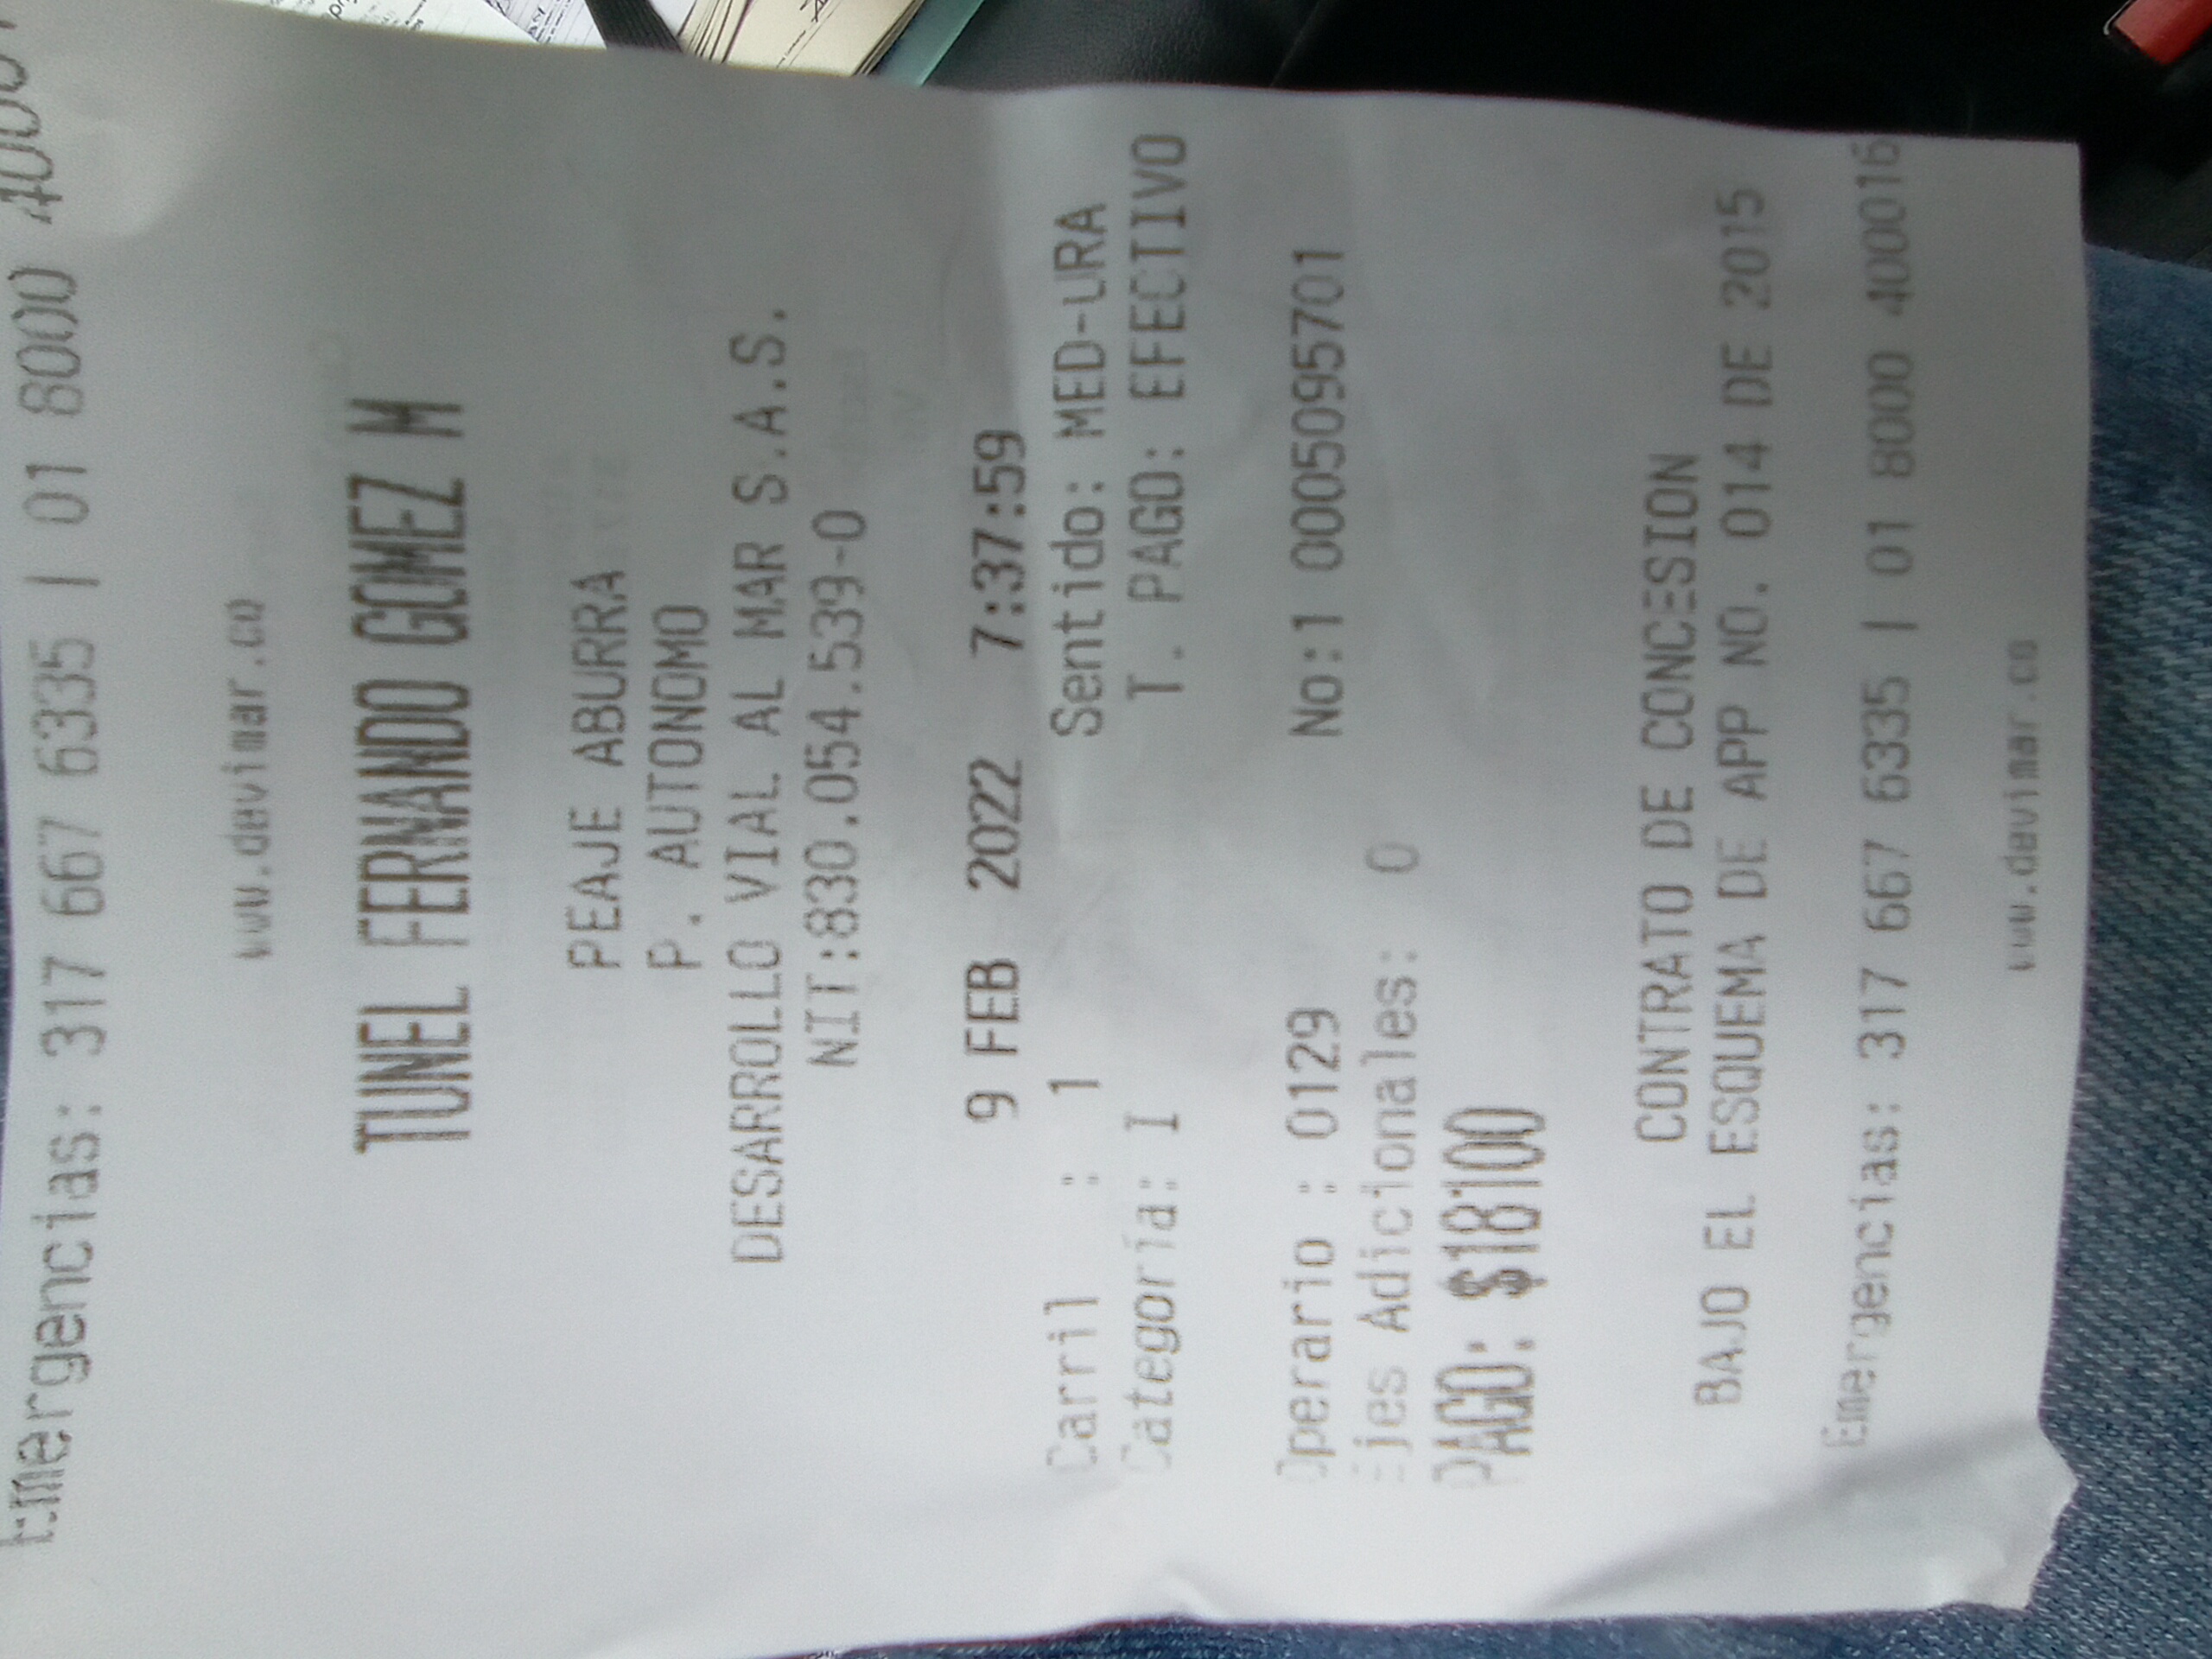 Emergencias: 317 667 6335 | 01 8000 4000
www.devimar.co
TUNEL FERNANDO GOMEZ M
PEAJE ABURRA
P. AUTONOMO
DESARROLLO VIAL AL MAR S.A.S.
NIT:830.054.539-0
9 FEB 2022 7:37:59
Carril : 1 Sentido: MED-URA
Categoría: I T. PAGO: EFECTIVO
Operario : 0129 No:1 0005095701
Ejes Adicionales: 0
PAGO: $18100
CONTRATO DE CONCESION
BAJO EL ESQUEMA DE APP NO. 014 DE 2015
Emergencias: 317 667 6335 | 01 8000 400016
www.devimar.co